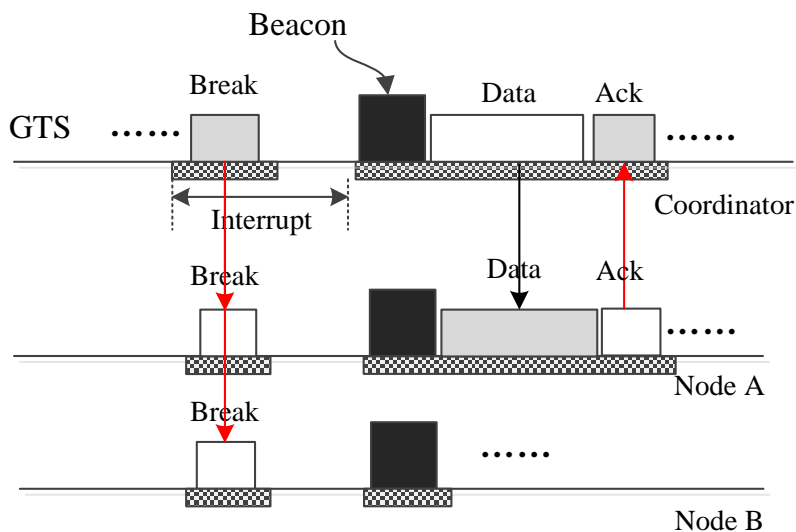 Beacon
Break
Data
Ack
GTS ……
……
Coordinator
Interrupt
Break
Data
Ack
……
Node A
Break
……
Node B